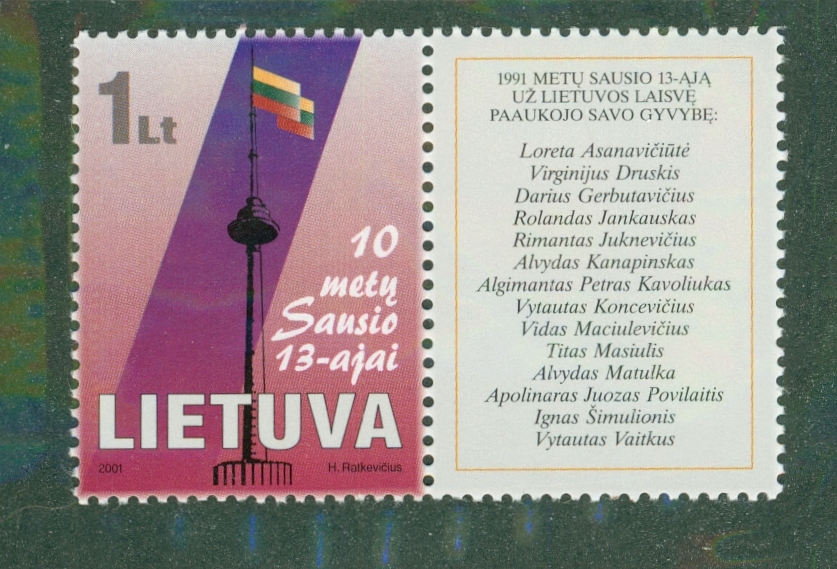 1Lt
10
metų
Sausio
13-ajai
LIETUVA
2001
H. Ratkevičius
1991 METŲ SAUSIO 13-ĄJĄ
UŽ LIETUVOS LAISVĘ
PAAUKOJO SAVO GYVYBĘ:
Loreta Asanavičiūtė
Virginijus Druskis
Darius Gerbutavičius
Rolandas Jankauskas
Rimantas Juknevičius
Alvydas Kanapinskas
Algimantas Petras Kavoliukas
Vytautas Koncevičius
Vidas Maciulevičius
Titas Masiulis
Alvydas Matulka
Apolinaras Juozas Povilaitis
Ignas Šimulionis
Vytautas Vaitkus